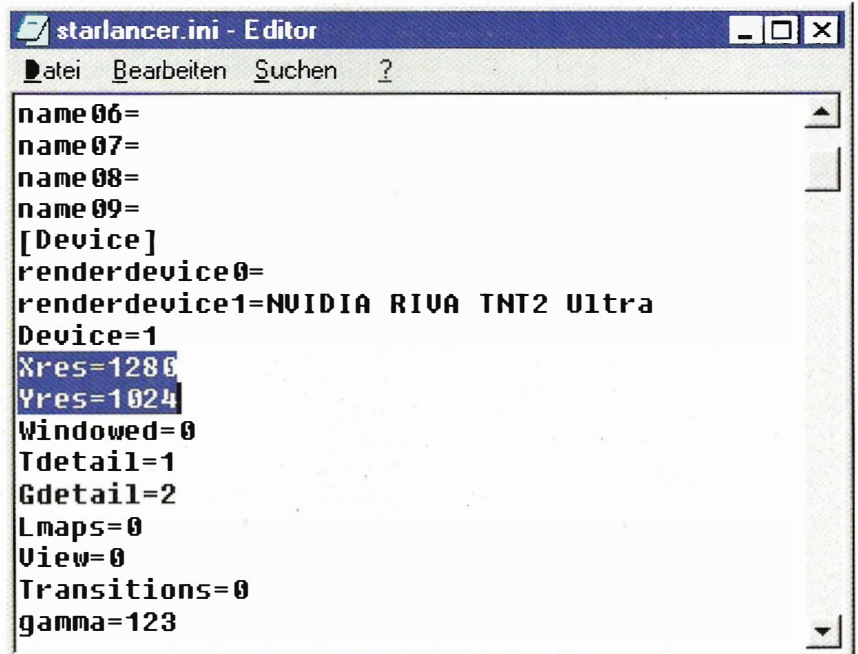 starlancer.ini - Editor
Datei Bearbeiten Suchen ?
name06=
name07=
name08=
name09=
[Device]
renderdevice0=
renderdevice1=NVIDIA RIVA TNT2 Ultra
Device=1
Xres=1280
Yres=1024
Windowed=0
Tdetail=1
Gdetail=2
Lmaps=0
View=0
Transitions=0
gamma=123